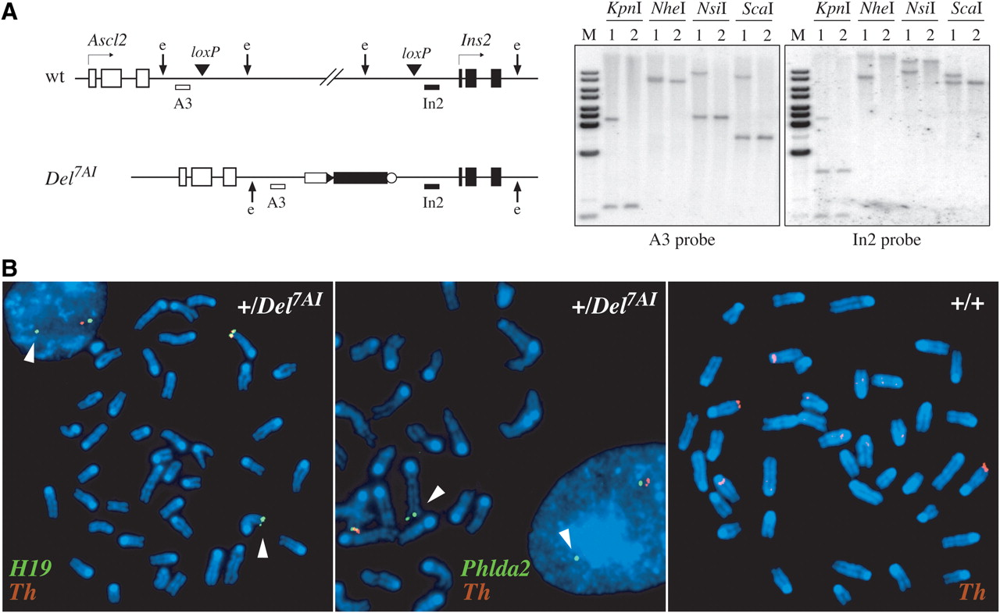 A
Ascl2 e loxP e e loxP Ins2 e
wt
A3 In2
Del7AI
e A3 In2 e
KpnI NheI NsiI ScaI
M 1 2 1 2 1 2 1 2
A3 probe
KpnI NheI NsiI ScaI
M 1 2 1 2 1 2 1 2
In2 probe
B
+/Del7AI
H19
Th
+/Del7AI
Phlda2
Th
+/+
Th